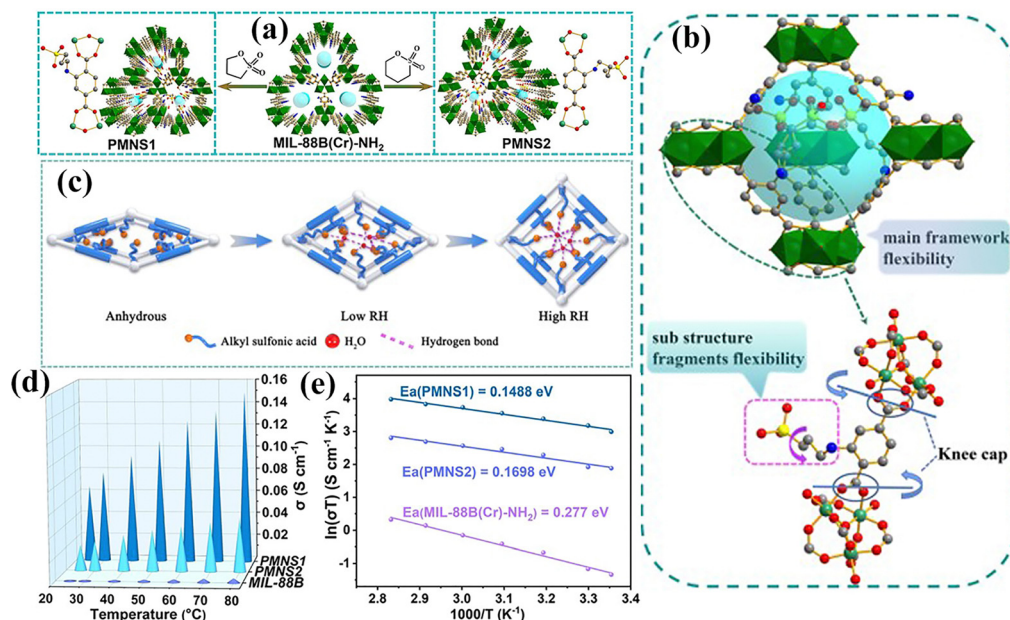 (a)
O
S
O
O
O
S
O
O
PMNS1
MIL-88B(Cr)-NH2
PMNS2
(b)
main framework
flexibility
sub structure
fragments flexibility
Knee cap
(c)
Anhydrous
Low RH
High RH
Alkyl sulfonic acid
H2O
Hydrogen bond
(d)
0.16
0.14
0.12
0.10
0.08
0.06
0.04
0.02
σ (S cm-1)
PMNS1
PMNS2
MIL-88B
20
30
40
50
60
70
80
Temperature (°C)
(e)
Ea(PMNS1) = 0.1488 eV
Ea(PMNS2) = 0.1698 eV
Ea(MIL-88B(Cr)-NH2) = 0.277 eV
ln(σT) (S cm-1 K-1)
4
3
2
1
0
-1
2.8
2.9
3.0
3.1
3.2
3.3
3.4
1000/T (K-1)